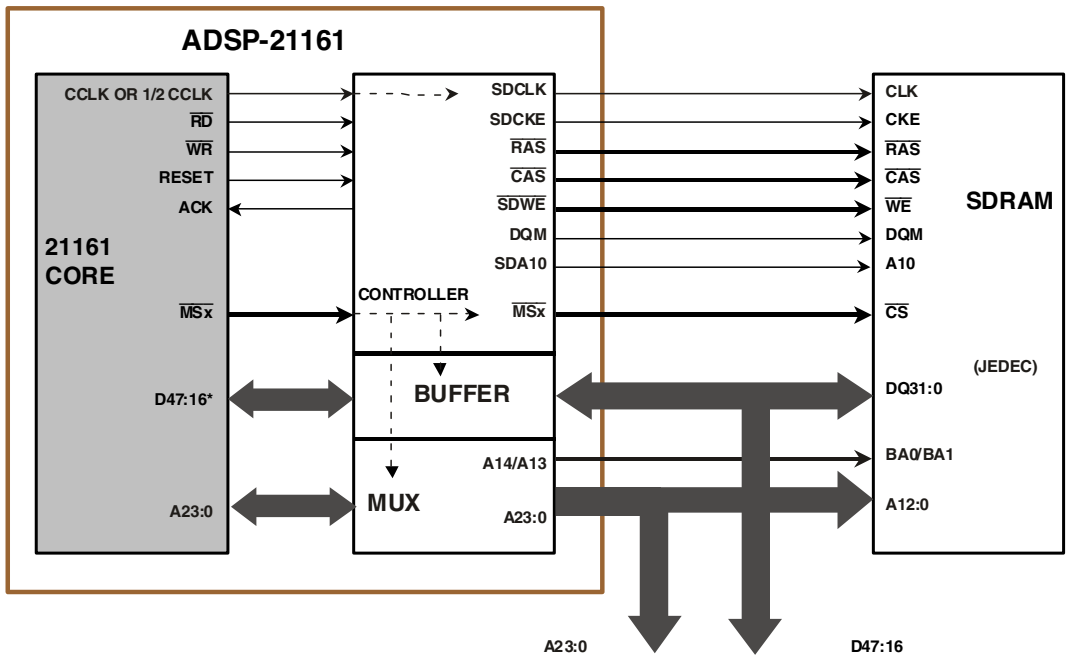 ADSP-21161
CCLK OR 1/2 CCLK
RD
WR
RESET
ACK
21161
CORE
MSx
D47:16*
A23:0
SDCLK
SDCKE
RAS
CAS
SDWE
DQM
SDA10
CONTROLLER
MSx
BUFFER
A14/A13
MUX
A23:0
CLK
CKE
RAS
CAS
WE
DQM
A10
SDRAM
CS
(JEDEC)
DQ31:0
BA0/BA1
A12:0
A23:0
D47:16